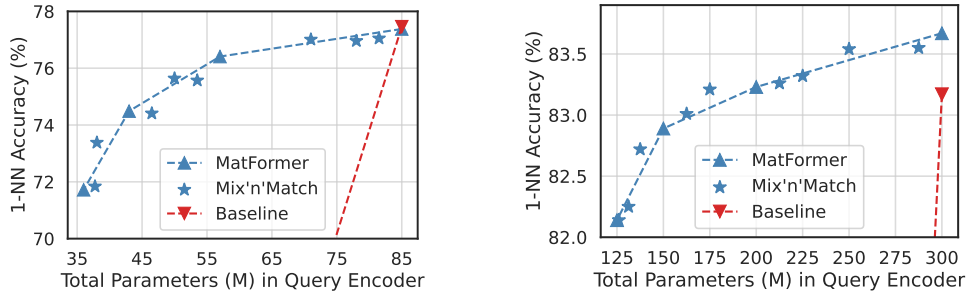 78
76
74
72
70
1-NN Accuracy (%)
MatFormer
Mix'n'Match
Baseline
35 45 55 65 75 85
Total Parameters (M) in Query Encoder
83.5
83.0
82.5
82.0
1-NN Accuracy (%)
MatFormer
Mix'n'Match
Baseline
125 150 175 200 225 250 275 300
Total Parameters (M) in Query Encoder